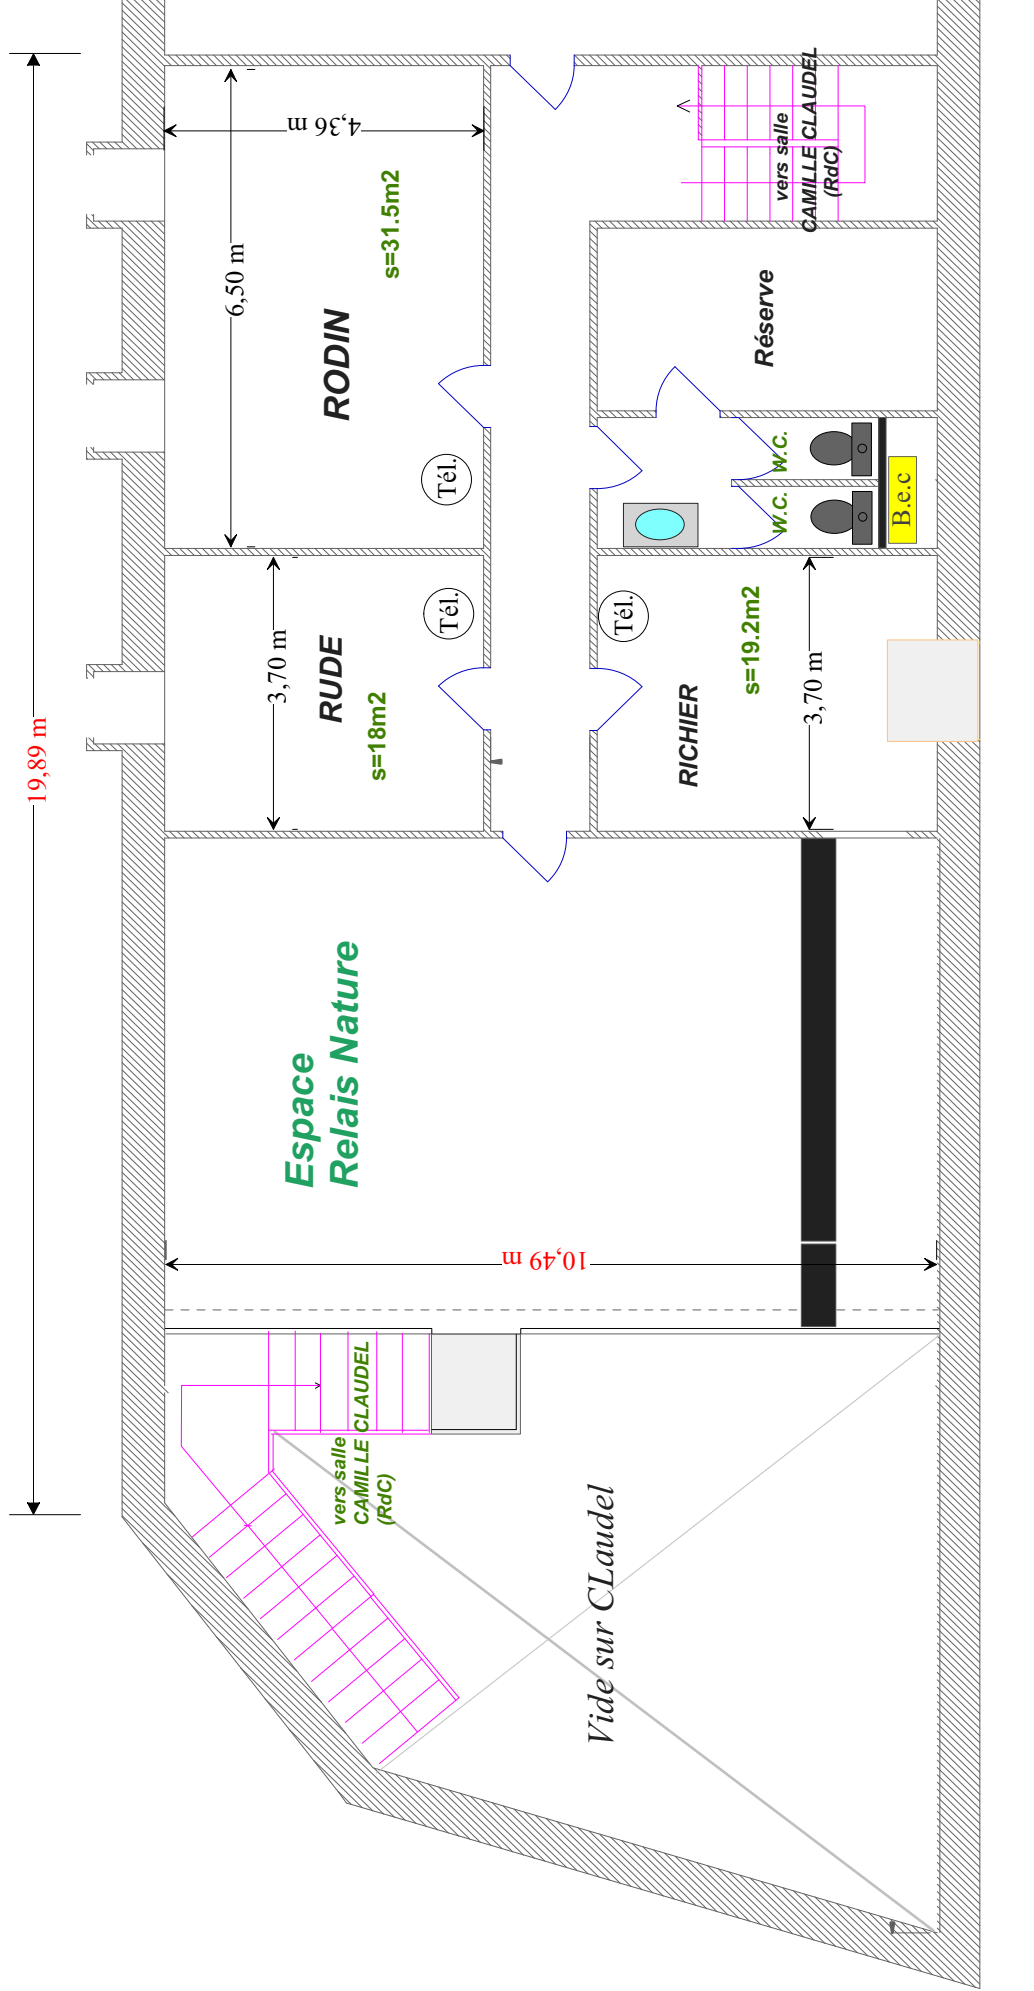 19,89 m
4,36 m
6,50 m
s=31.5m2
RODIN
Tél.
vers salle
CAMILLE CLAUDEL
(RdC)
Réserve
W.C.
W.C.
B.e.c
3,70 m
RUDE
s=18m2
Tél.
Tél.
s=19.2m2
3,70 m
RICHIER
Espace
Relais Nature
10,49 m
vers salle
CAMILLE CLAUDEL
(RdC)
Vide sur CLaudel